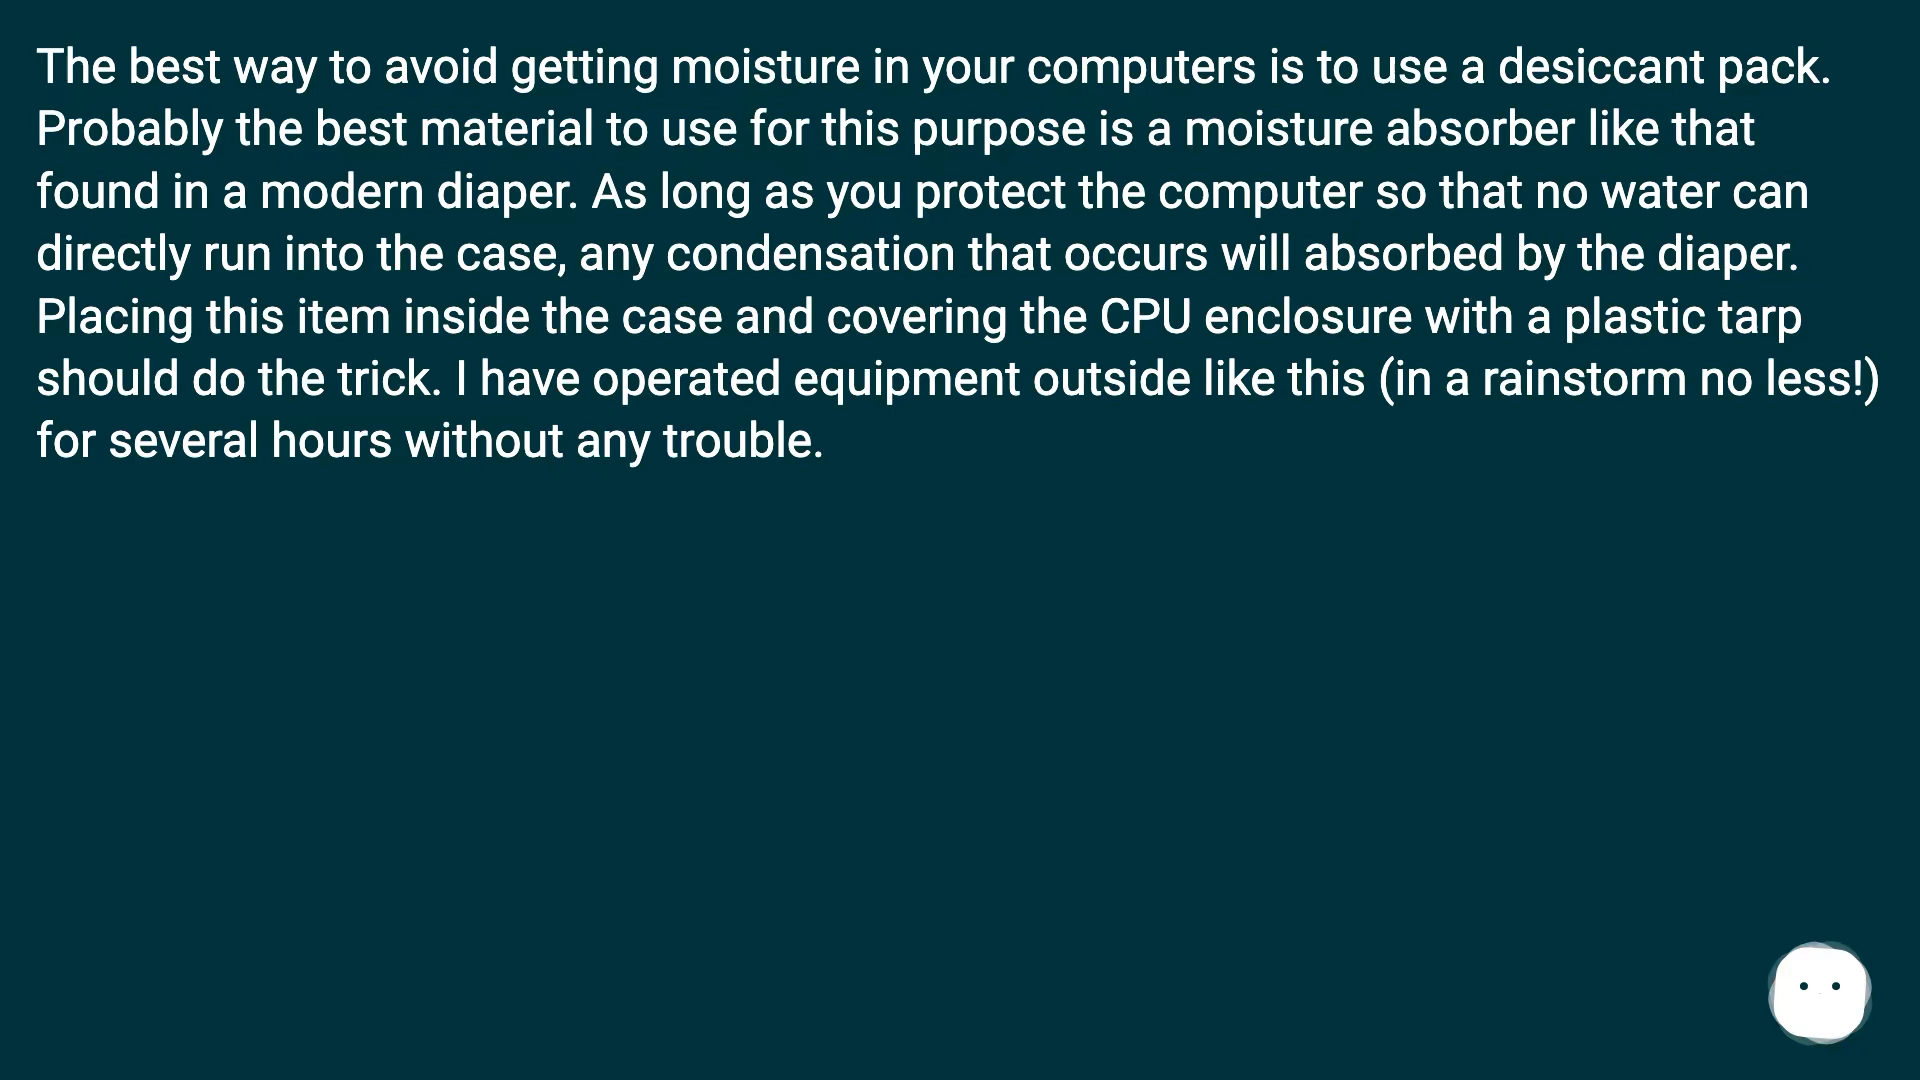 The best way to avoid getting moisture in your computers is to use a desiccant pack.
Probably the best material to use for this purpose is a moisture absorber like that
found in a modern diaper. As long as you protect the computer so that no water can
directly run into the case, any condensation that occurs will absorbed by the diaper.
Placing this item inside the case and covering the CPU enclosure with a plastic tarp
should do the trick. I have operated equipment outside like this (in a rainstorm no less!)
for several hours without any trouble.